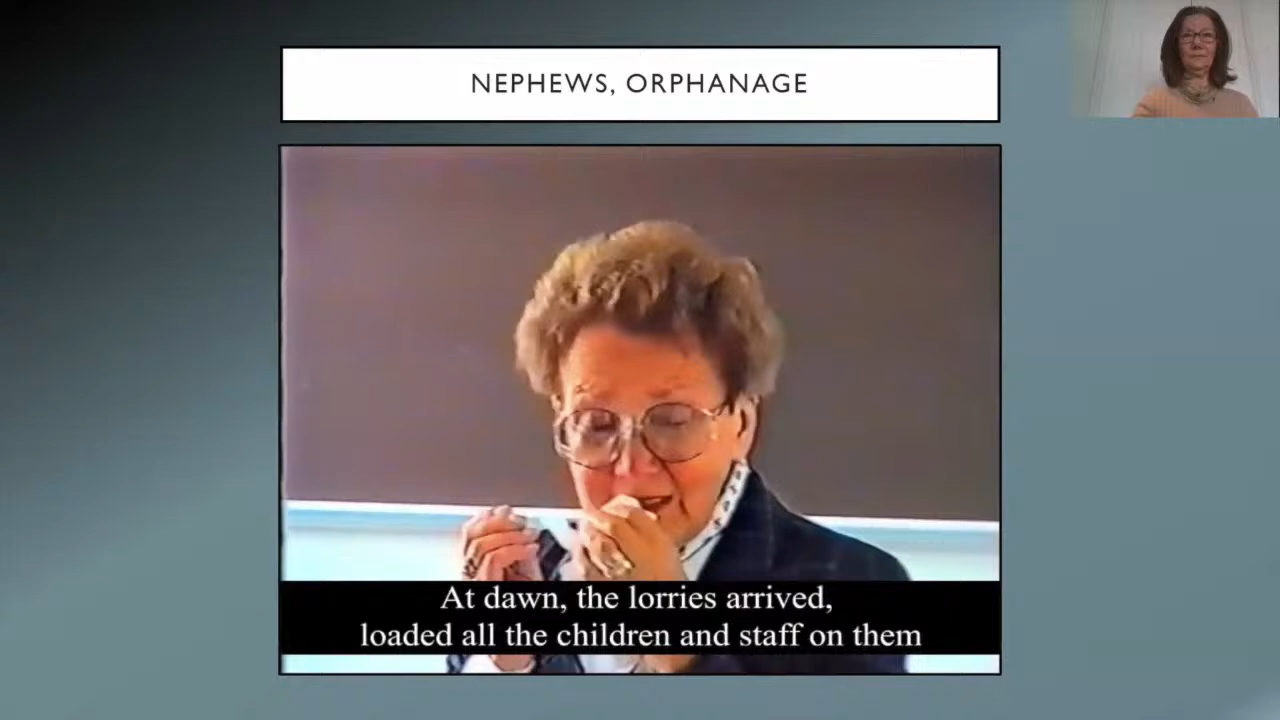 NEPHEWS, ORPHANAGE
At dawn, the lorries arrived,
loaded all the children and staff on them